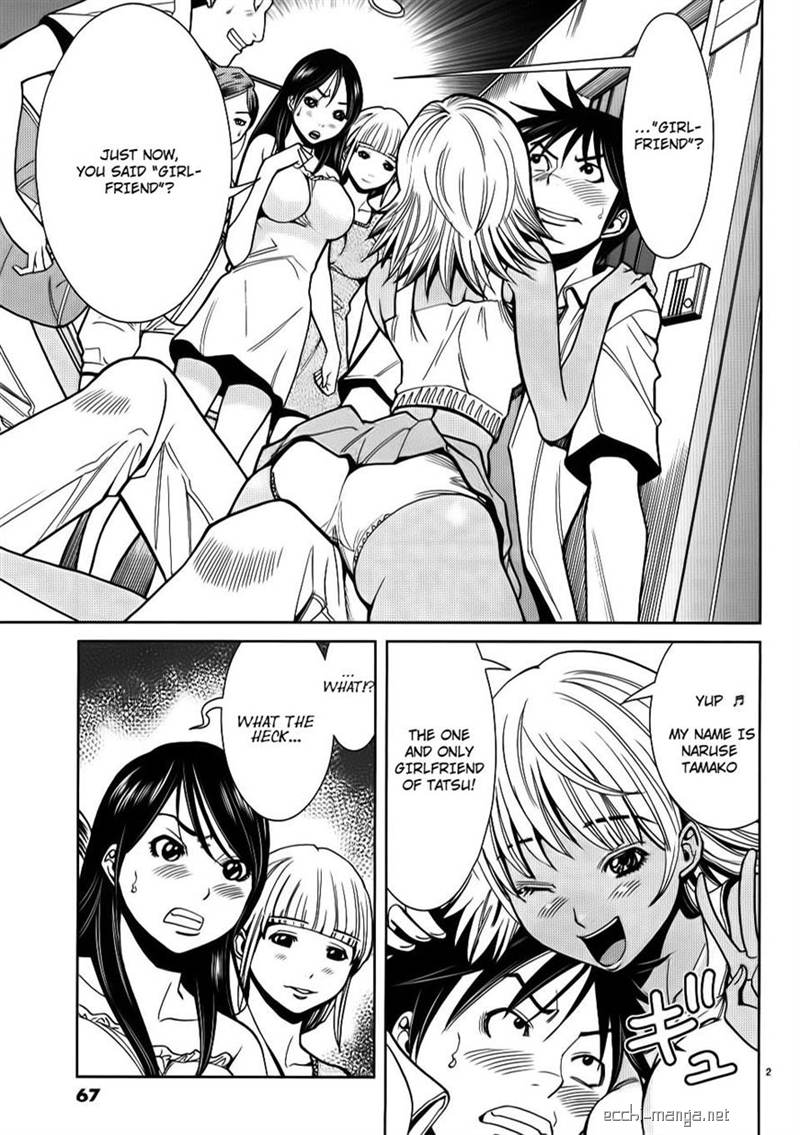 ..."GIRL-
FRIEND"?
JUST NOW,
YOU SAID "GIRL-
FRIEND"?
YUP ♬
MY NAME IS
NARUSE
TAMAKO
THE ONE
AND ONLY
GIRLFRIEND
OF TATSU!
ギュ
2
...
WHAT!?
WHAT THE
HECK...
67
ecchi-manga.net